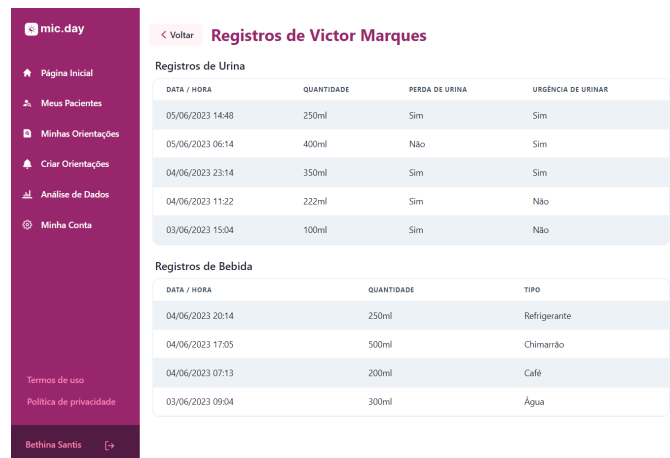 mic.day
Página Inicial
Meus Pacientes
Minhas Orientações
Criar Orientações
Análise de Dados
Minha Conta
Termos de uso
Política de privacidade
Bethina Santis
Voltar
Registros de Victor Marques
Registros de Urina
DATA / HORA QUANTIDADE PERDA DE URINA URGÊNCIA DE URINAR
05/06/2023 14:48 250ml Sim Sim
05/06/2023 06:14 400ml Não Sim
04/06/2023 23:14 350ml Sim Sim
04/06/2023 11:22 222ml Sim Não
03/06/2023 15:04 100ml Sim Não
Registros de Bebida
DATA / HORA QUANTIDADE TIPO
04/06/2023 20:14 250ml Refrigerante
04/06/2023 17:05 500ml Chimarrão
04/06/2023 07:13 200ml Café
03/06/2023 09:04 300ml Água